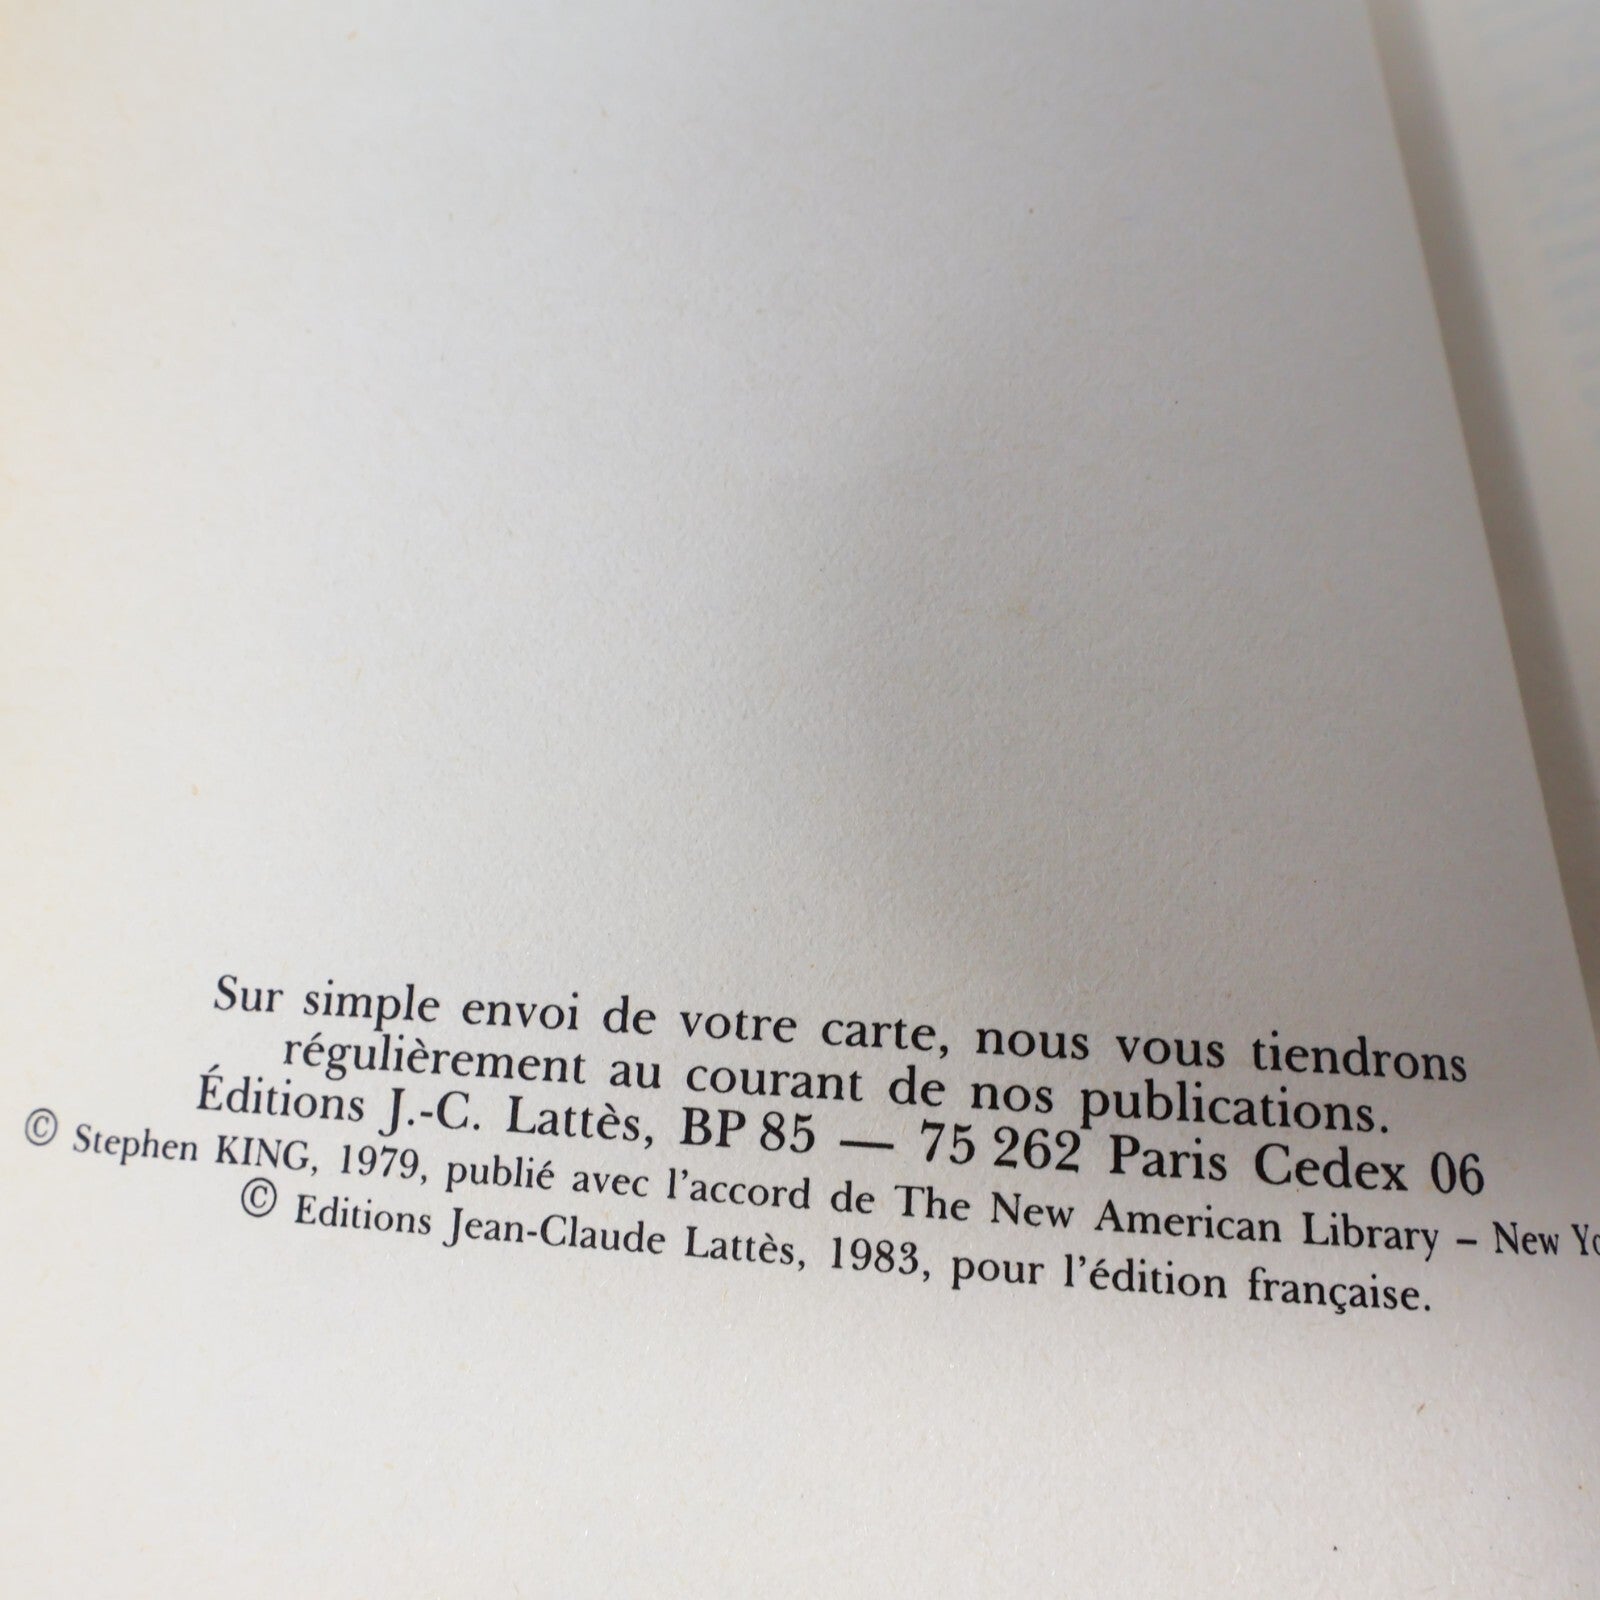 Sur simple envoi de votre carte, nous vous tiendrons
régulièrement au courant de nos publications.
Éditions J.-C. Lattès, BP 85 — 75 262 Paris Cedex 06
© Stephen KING, 1979, publié avec l'accord de The New American Library – New Yo
© Editions Jean-Claude Lattès, 1983, pour l'édition française.